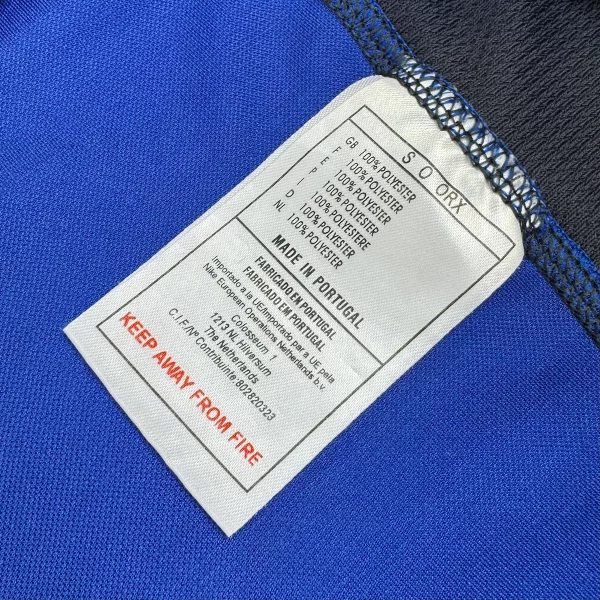 S O ORX
GB 100% POLYESTER
F 100% POLYESTER
E 100% POLYESTER
P 100% POLYESTER
I 100% POLYESTERE
D 100% POLYESTER
NL 100% POLYESTER
MADE IN PORTUGAL
FABRICADO EN PORTUGAL
FABRICADO EM PORTUGAL
Importado a la UE/Importado par a UE pela
Nike European Operations Netherlands b.v.
Colosseum 1
1213 NL Hilversum
The Netherlands
C.I.F./Nº Contribuinte:802820323
KEEP AWAY FROM FIRE